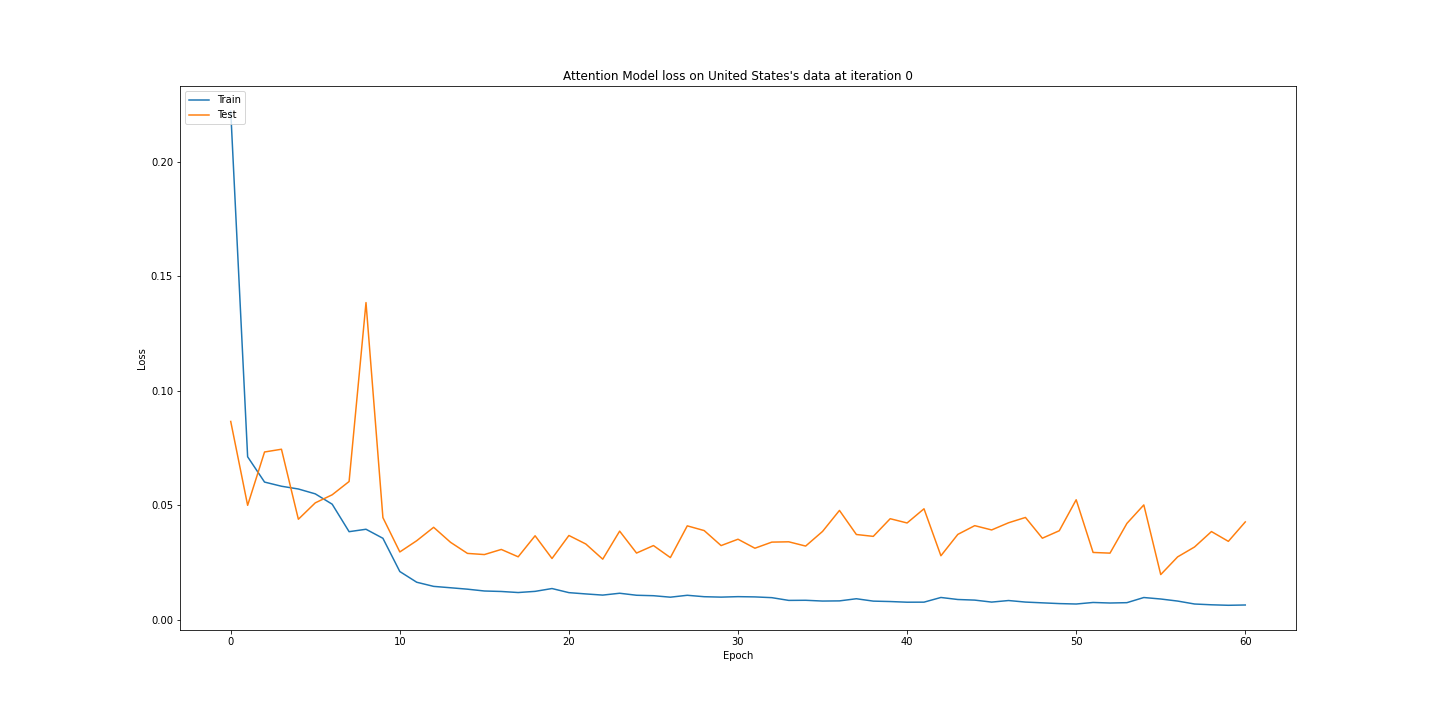 Attention Model loss on United States's data at iteration 0
Train
Test
0.20
0.15
0.10
0.05
0.00
Loss
0 10 20 30 40 50 60
Epoch